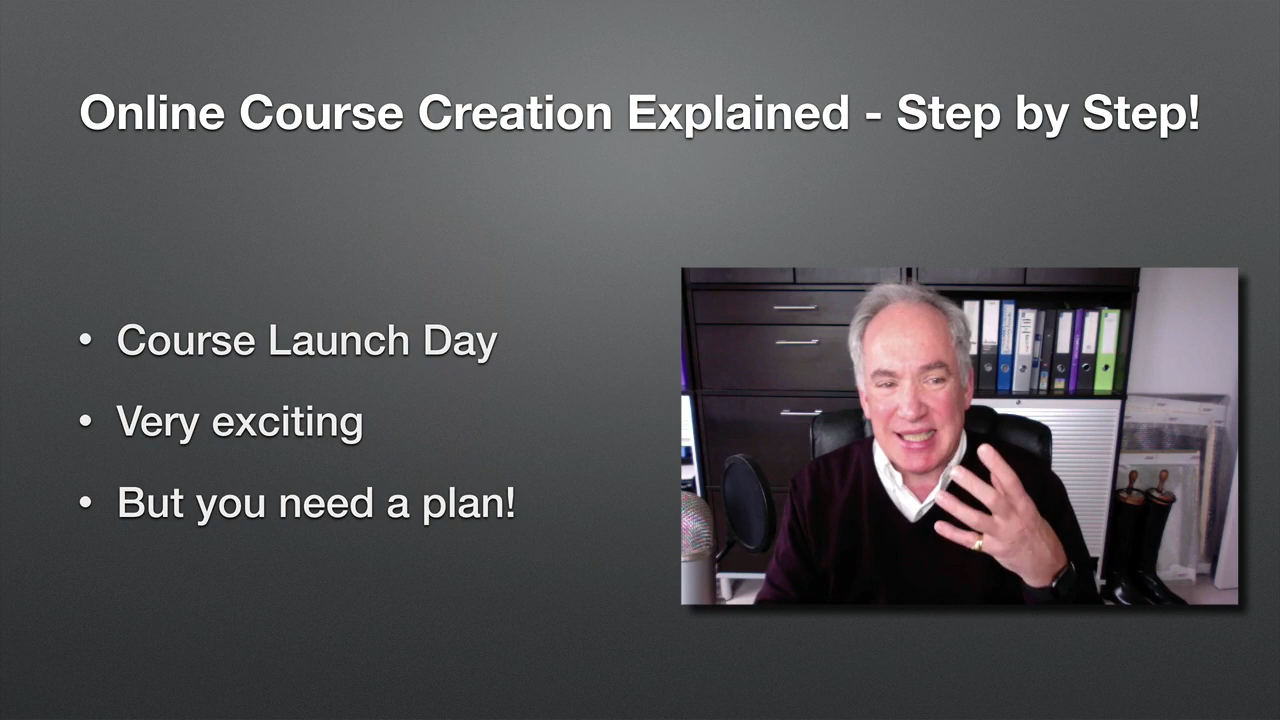 Online Course Creation Explained - Step by Step!
• Course Launch Day
• Very exciting
• But you need a plan!